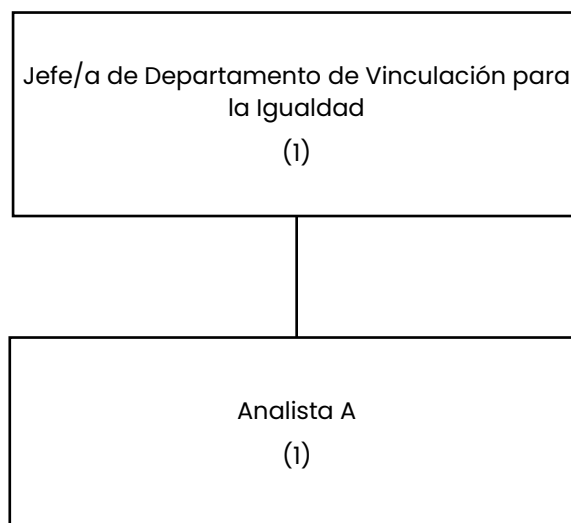 Jefe/a de Departamento de Vinculación para
la Igualdad
(1)
Analista A
(1)